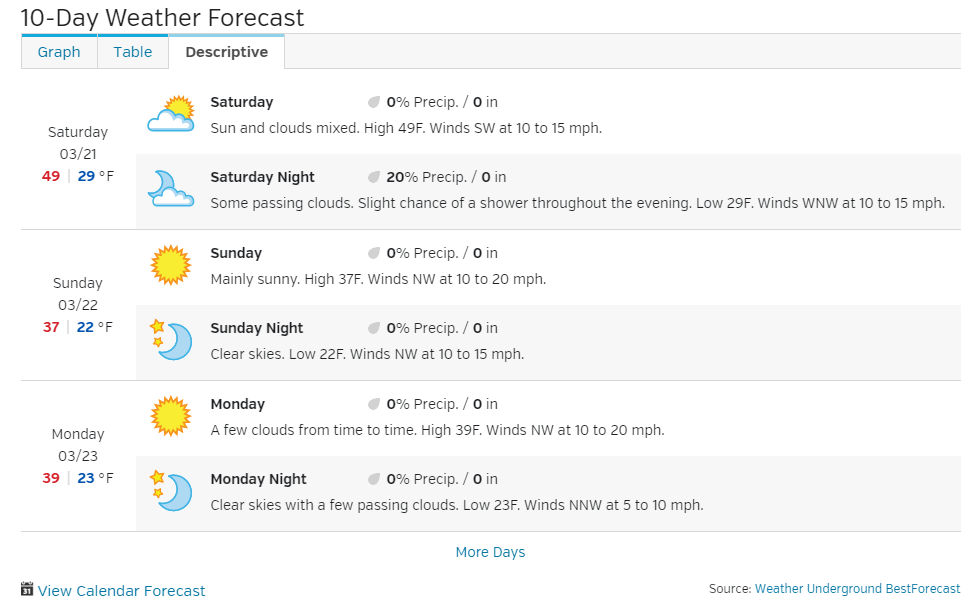 10-Day Weather Forecast
Graph Table Descriptive
Saturday
03/21
49 | 29 °F
Saturday 0% Precip. / 0 in
Sun and clouds mixed. High 49F. Winds SW at 10 to 15 mph.
Saturday Night 20% Precip. / 0 in
Some passing clouds. Slight chance of a shower throughout the evening. Low 29F. Winds WNW at 10 to 15 mph.
Sunday
03/22
37 | 22 °F
Sunday 0% Precip. / 0 in
Mainly sunny. High 37F. Winds NW at 10 to 20 mph.
Sunday Night 0% Precip. / 0 in
Clear skies. Low 22F. Winds NW at 10 to 15 mph.
Monday
03/23
39 | 23 °F
Monday 0% Precip. / 0 in
A few clouds from time to time. High 39F. Winds NW at 10 to 20 mph.
Monday Night 0% Precip. / 0 in
Clear skies with a few passing clouds. Low 23F. Winds NNW at 5 to 10 mph.
More Days
31 View Calendar Forecast
Source: Weather Underground BestForecast